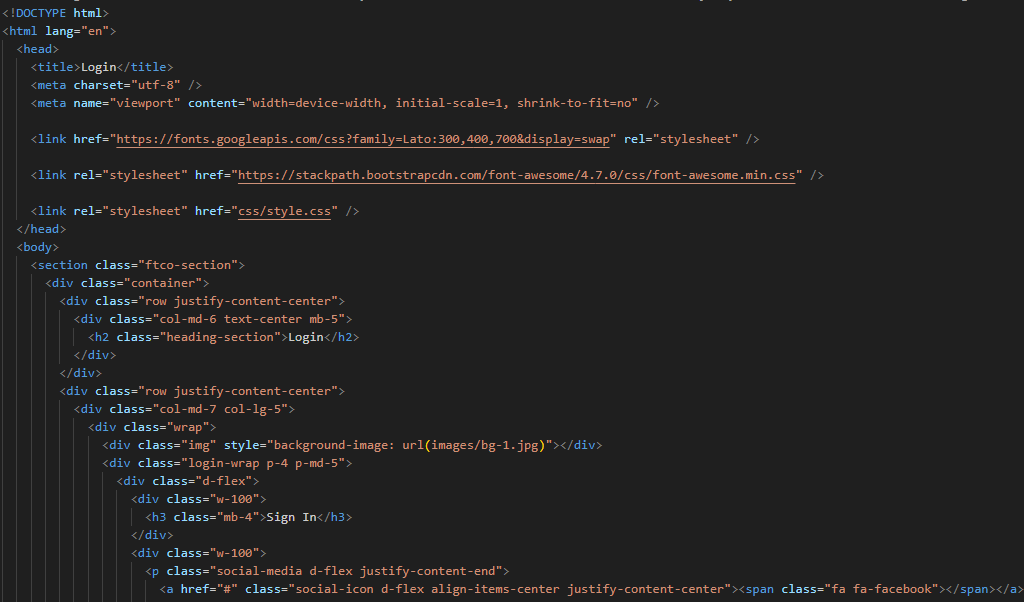 <!DOCTYPE html>
<html lang="en">
<head>
<title>Login</title>
<meta charset="utf-8" />
<meta name="viewport" content="width=device-width, initial-scale=1, shrink-to-fit=no" />
<link href="https://fonts.googleapis.com/css?family=Lato:300,400,700&display=swap" rel="stylesheet" />
<link rel="stylesheet" href="https://stackpath.bootstrapcdn.com/font-awesome/4.7.0/css/font-awesome.min.css" />
<link rel="stylesheet" href="css/style.css" />
</head>
<body>
<section class="ftco-section">
<div class="container">
<div class="row justify-content-center">
<div class="col-md-6 text-center mb-5">
<h2 class="heading-section">Login</h2>
</div>
</div>
<div class="row justify-content-center">
<div class="col-md-7 col-lg-5">
<div class="wrap">
<div class="img" style="background-image: url(images/bg-1.jpg)"></div>
<div class="login-wrap p-4 p-md-5">
<div class="d-flex">
<div class="w-100">
<h3 class="mb-4">Sign In</h3>
</div>
<div class="w-100">
<p class="social-media d-flex justify-content-end">
<a href="#" class="social-icon d-flex align-items-center justify-content-center"><span class="fa fa-facebook"></span></a>